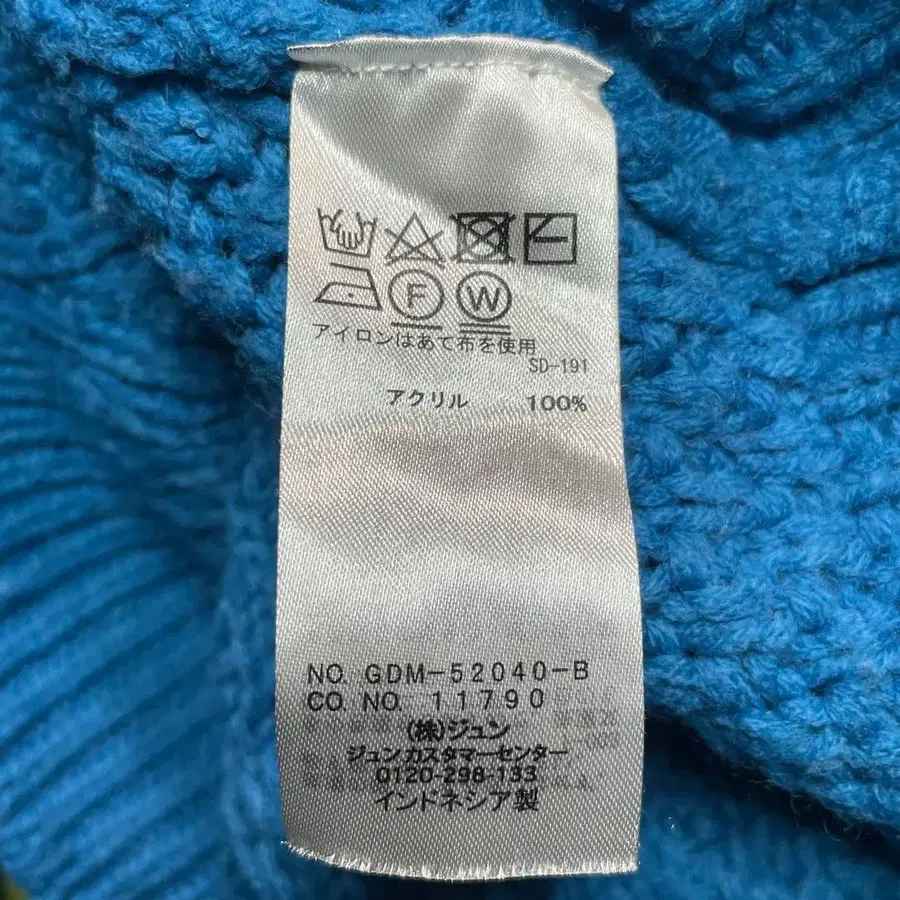 F W
アイロンはあて布を使用
SD-191
アクリル 100%
NO. GDM-52040-B
CO. NO. 11790
(株)ジュン
ジュンカスタマーセンター
0120-298-133
インドネシア製